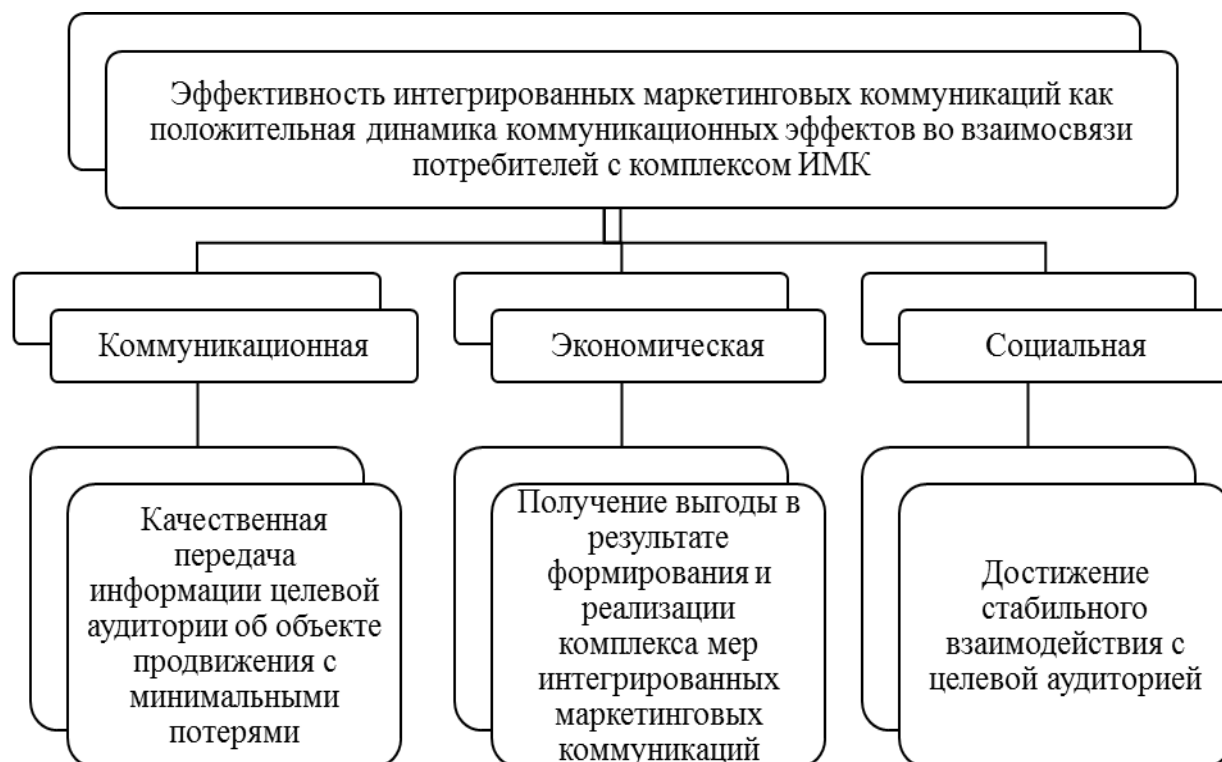 Эффективность интегрированных маркетинговых коммуникаций как
положительная динамика коммуникационных эффектов во взаимосвязи
потребителей с комплексом ИМК
Коммуникационная
Экономическая
Социальная
Качественная
передача
информации целевой
аудитории об объекте
продвижения с
минимальными
потерями
Получение выгоды в
результате
формирования и
реализации
комплекса мер
интегрированных
маркетинговых
коммуникаций
Достижение
стабильного
взаимодействия с
целевой аудиторией